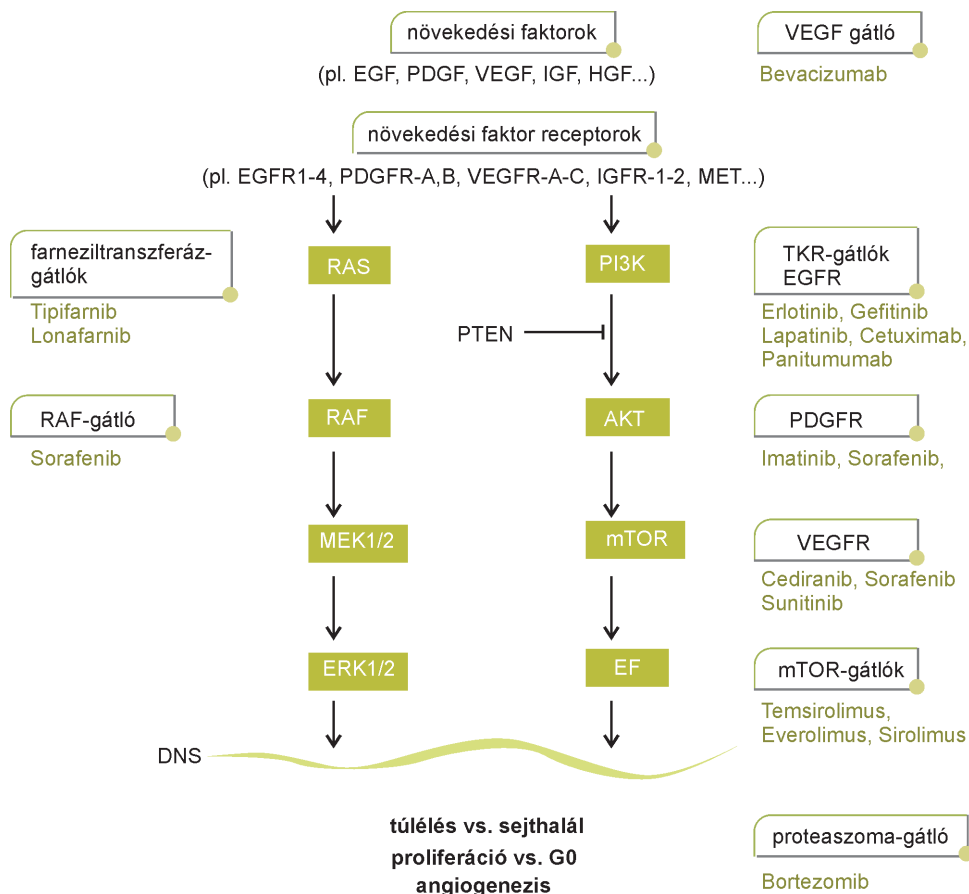 növekedési faktorok
(pl. EGF, PDGF, VEGF, IGF, HGF...)
VEGF gátló
Bevacizumab
növekedési faktor receptorok
(pl. EGFR1-4, PDGFR-A,B, VEGFR-A-C, IGFR-1-2, MET...)
farneziltranszferáz-
gátlók
Tipifarnib
Lonafarnib
RAS
PI3K
TKR-gátlók
EGFR
Erlotinib, Gefitinib
Lapatinib, Cetuximab,
Panitumumab
PTEN
RAF-gátló
Sorafenib
RAF
AKT
PDGFR
Imatinib, Sorafenib,
MEK1/2
mTOR
VEGFR
Cediranib, Sorafenib
Sunitinib
ERK1/2
EF
mTOR-gátlók
Temsirolimus,
Everolimus, Sirolimus
DNS
túlélés vs. sejthalál
proliferáció vs. G0
angiogenezis
proteaszoma-gátló
Bortezomib